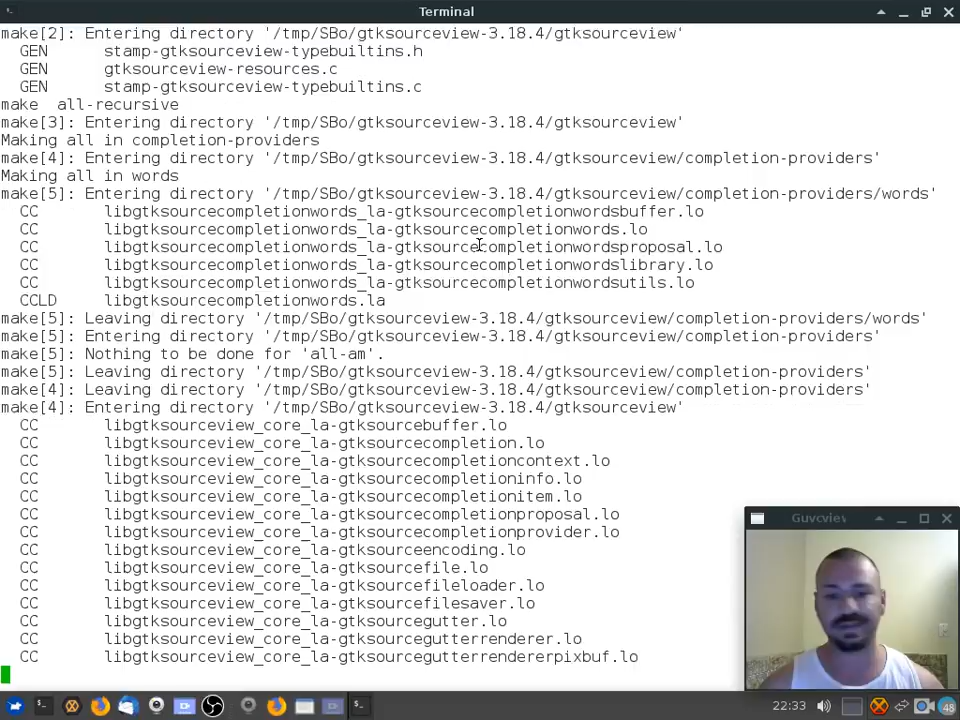 Terminal
make[2]: Entering directory '/tmp/SBo/gtksourceview-3.18.4/gtksourceview'
GEN stamp-gtksourceview-typebuiltins.h
GEN gtksourceview-resources.c
GEN stamp-gtksourceview-typebuiltins.c
make all-recursive
make[3]: Entering directory '/tmp/SBo/gtksourceview-3.18.4/gtksourceview'
Making all in completion-providers
make[4]: Entering directory '/tmp/SBo/gtksourceview-3.18.4/gtksourceview/completion-providers'
Making all in words
make[5]: Entering directory '/tmp/SBo/gtksourceview-3.18.4/gtksourceview/completion-providers/words'
CC libgtksourcecompletionwords_la-gtksourcecompletionwordsbuffer.lo
CC libgtksourcecompletionwords_la-gtksourcecompletionwords.lo
CC libgtksourcecompletionwords_la-gtksourcecompletionwordsproposal.lo
CC libgtksourcecompletionwords_la-gtksourcecompletionwordslibrary.lo
CC libgtksourcecompletionwords_la-gtksourcecompletionwordsutils.lo
CCLD libgtksourcecompletionwords.la
make[5]: Leaving directory '/tmp/SBo/gtksourceview-3.18.4/gtksourceview/completion-providers/words'
make[5]: Entering directory '/tmp/SBo/gtksourceview-3.18.4/gtksourceview/completion-providers'
make[5]: Nothing to be done for 'all-am'.
make[5]: Leaving directory '/tmp/SBo/gtksourceview-3.18.4/gtksourceview/completion-providers'
make[4]: Leaving directory '/tmp/SBo/gtksourceview-3.18.4/gtksourceview/completion-providers'
make[4]: Entering directory '/tmp/SBo/gtksourceview-3.18.4/gtksourceview'
CC libgtksourceview_core_la-gtksourcebuffer.lo
CC libgtksourceview_core_la-gtksourcecompletion.lo
CC libgtksourceview_core_la-gtksourcecompletioncontext.lo
CC libgtksourceview_core_la-gtksourcecompletioninfo.lo
CC libgtksourceview_core_la-gtksourcecompletionitem.lo
CC libgtksourceview_core_la-gtksourcecompletionproposal.lo
CC libgtksourceview_core_la-gtksourcecompletionprovider.lo
CC libgtksourceview_core_la-gtksourceencoding.lo
CC libgtksourceview_core_la-gtksourcefile.lo
CC libgtksourceview_core_la-gtksourcefileloader.lo
CC libgtksourceview_core_la-gtksourcefilesaver.lo
CC libgtksourceview_core_la-gtksourcegutter.lo
CC libgtksourceview_core_la-gtksourcegutterrenderer.lo
CC libgtksourceview_core_la-gtksourcegutterrendererpixbuf.lo
Guvcview
22:33
48